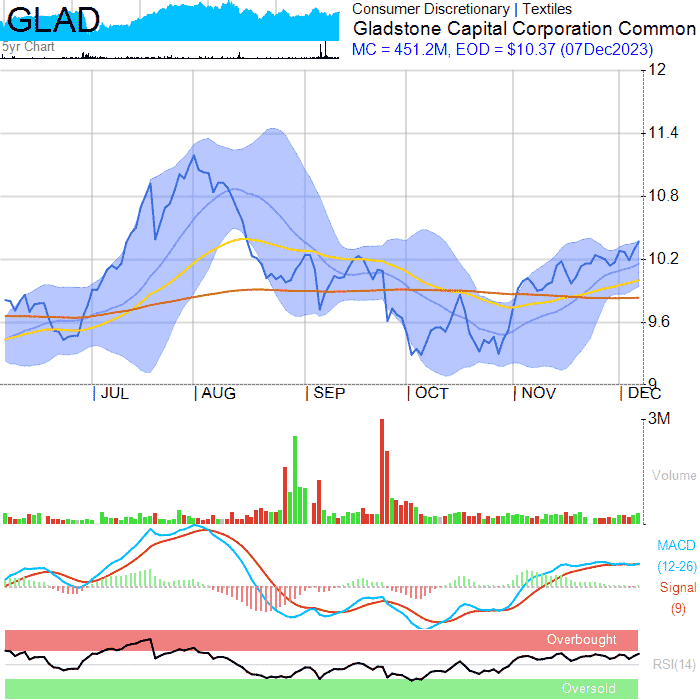 GLAD
5yr Chart
Consumer Discretionary | Textiles
Gladstone Capital Corporation Common
MC = 451.2M, EOD = $10.37 (07Dec2023)
12
11.4
10.8
10.2
9.6
9
JUL AUG SEP OCT NOV DEC
3M
Volume
MACD
(12-26)
Signal
(9)
Overbought
RSI(14)
Oversold